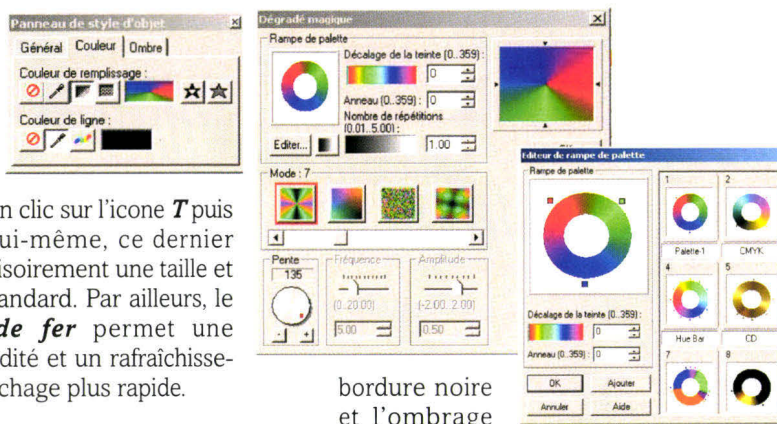 Panneau de style d'objet
Général Couleur Ombre
Couleur de remplissage :
Couleur de ligne :
Dégradé magique
Rampe de palette
Décalage de la teinte (0..359) :
0
Anneau (0..359) : 0
Nombre de répétitions
(0.01..5.00) :
Editer... 1.00
Mode : 7
Pente
135
- +
Fréquence
(0..20.00)
5.00
Amplitude
(-2.00..2.00)
0.50
Editeur de rampe de palette
Rampe de palette
Décalage de la teinte (0..359) :
0
Anneau (0..359) : 0
OK Ajouter
Annuler Aide
1 2
Palette-1 CMYK
4 5
Hue Bar CD
7 8
n clic sur l'icone T puis
ui-même, ce dernier
isoirement une taille et
andard. Par ailleurs, le
de fer permet une
dité et un rafraîchisse-
chage plus rapide.
bordure noire
et l'ombrage